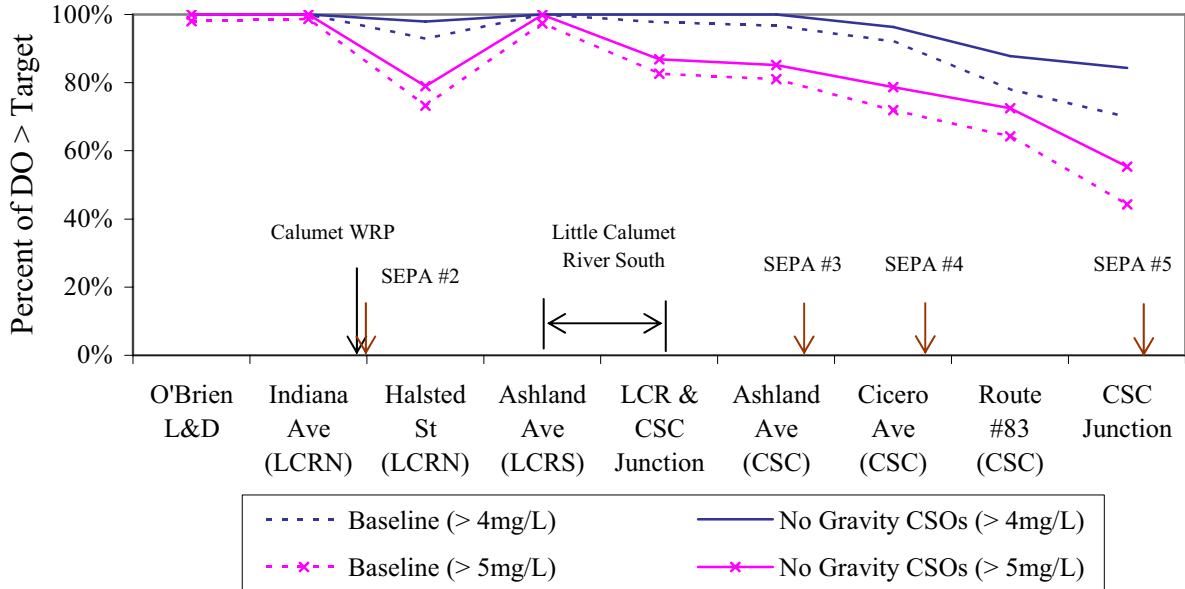 Percent of DO > Target
100%
80%
60%
40%
20%
0%
Calumet WRP
SEPA #2
Little Calumet
River South
SEPA #3
SEPA #4
SEPA #5
O'Brien
L&D
Indiana
Ave
(LCRN)
Halsted
St
(LCRN)
Ashland
Ave
(LCRS)
LCR &
CSC
Junction
Ashland
Ave
(CSC)
Cicero
Ave
(CSC)
Route
#83
(CSC)
CSC
Junction
Baseline (> 4mg/L)
No Gravity CSOs (> 4mg/L)
Baseline (> 5mg/L)
No Gravity CSOs (> 5mg/L)